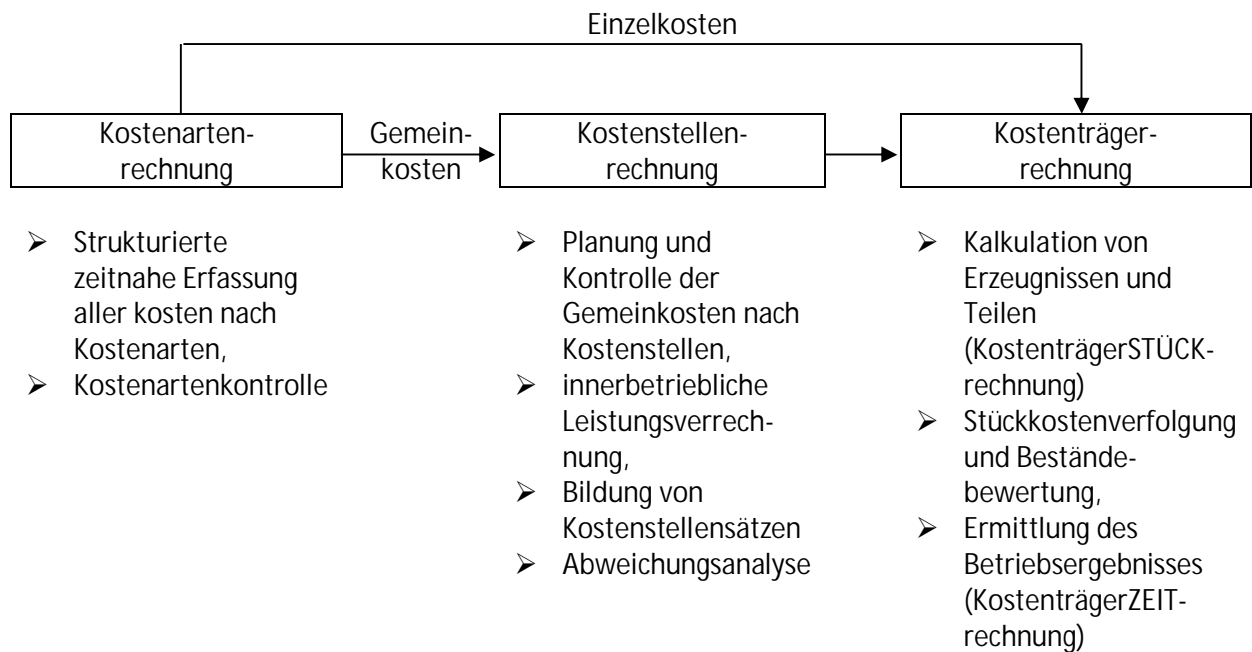 Einzelkosten
Kostenarten-
rechnung
Gemein-
kosten
Kostenstellen-
rechnung
Kostenträger-
rechnung
➢ Strukturierte
zeitnahe Erfassung
aller kosten nach
Kostenarten,
➢ Kostenartenkontrolle
➢ Planung und
Kontrolle der
Gemeinkosten nach
Kostenstellen,
➢ innerbetriebliche
Leistungsverrech-
nung,
➢ Bildung von
Kostenstellensätzen
➢ Abweichungsanalyse
➢ Kalkulation von
Erzeugnissen und
Teilen
(KostenträgerSTÜCK-
rechnung)
➢ Stückkostenverfolgung
und Bestände-
bewertung,
➢ Ermittlung des
Betriebsergebnisses
(KostenträgerZEIT-
rechnung)